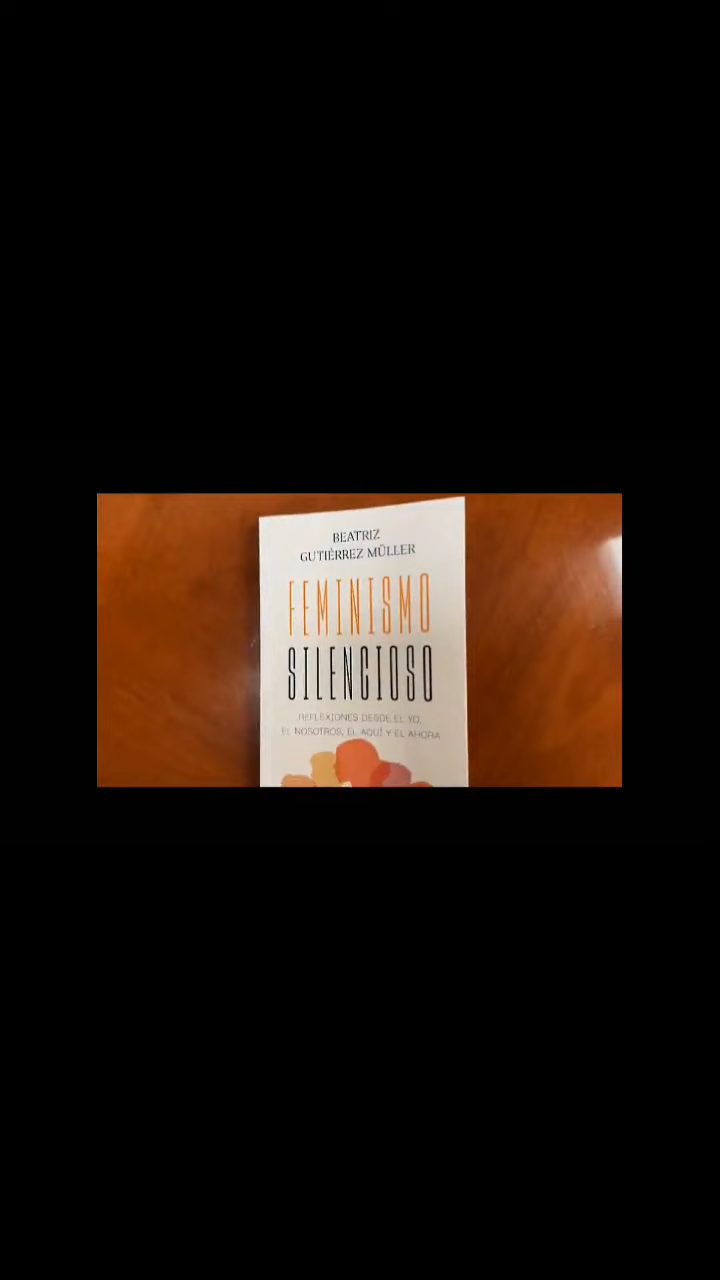 BEATRIZ
GUTIÉRREZ MÜLLER
FEMINISMO
SILENCIOSO
REFLEXIONES DESDE EL YO,
EL NOSOTROS, EL AQUÍ Y EL AHORA